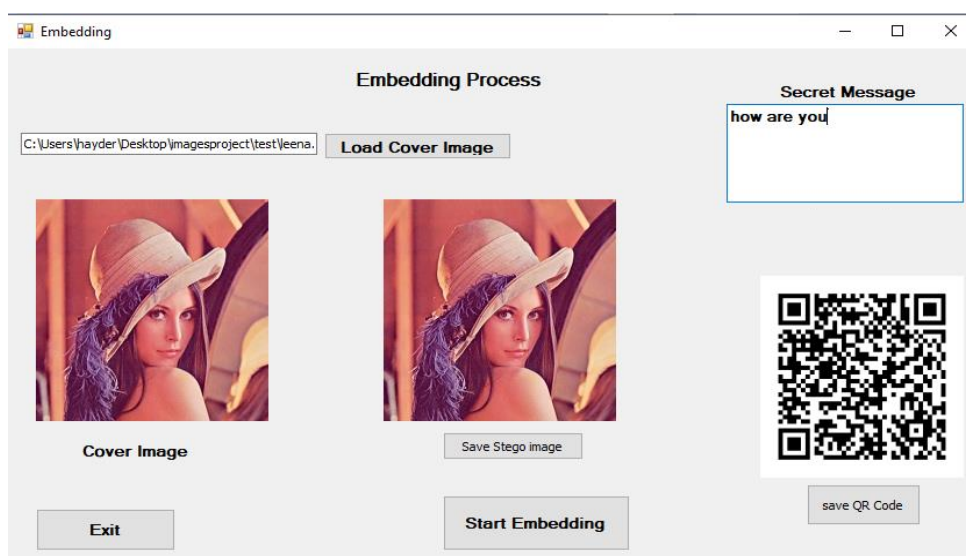 Embedding
Embedding Process
Secret Message
how are you
C:\Users\hayder\Desktop\imagesproject\test\leena.
Load Cover Image
Cover Image
Save Stego image
save QR Code
Exit
Start Embedding